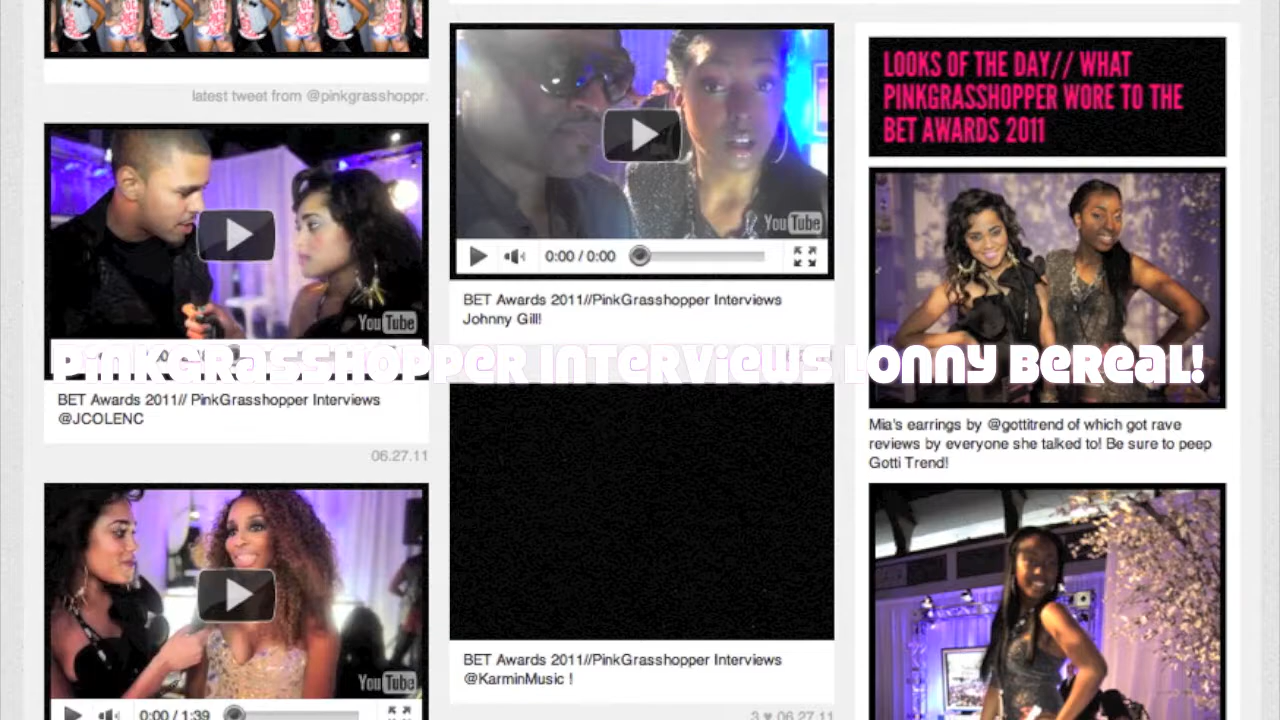 latest tweet from @pinkgrasshoppr.
YouTube
BET Awards 2011// PinkGrasshopper Interviews
@JCOLENC
06.27.11
YouTube
0:00 / 1:39
YouTube
0:00 / 0:00
BET Awards 2011//PinkGrasshopper Interviews
Johnny Gill!
PINKGRASSHOPPER INTERVIEWS LONNY BEREAL!
BET Awards 2011//PinkGrasshopper Interviews
@KarminMusic !
3 ♥ 06.27.11
LOOKS OF THE DAY// WHAT
PINKGRASSHOPPER WORE TO THE
BET AWARDS 2011
Mia's earrings by @gottitrend of which got rave
reviews by everyone she talked to! Be sure to peep
Gotti Trend!